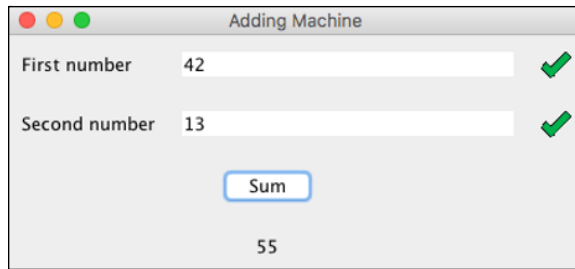 Adding Machine
First number 42
Second number 13
Sum
55